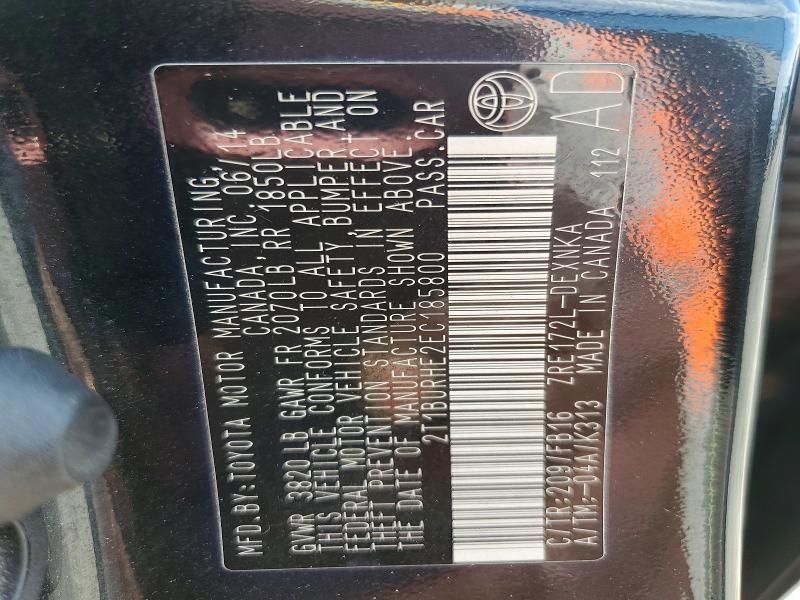 MFD.BY:TOYOTA MOTOR MANUFACTURING,
CANADA, INC. 06/14
GVWR 3820LB GAWR FR 2070LB RR 1850LB
THIS VEHICLE CONFORMS TO ALL APPLICABLE
FEDERAL MOTOR VEHICLE SAFETY, BUMPER, AND
THEFT PREVENTION STANDARDS IN EFFECT ON
THE DATE OF MANUFACTURE SHOWN ABOVE.
2T1BURHE2EC185800 PASS.CAR
C/TR:209/FB16 ZRE172L-DEXNKA
A/TM:-04A/K313 MADE IN CANADA 112 AD